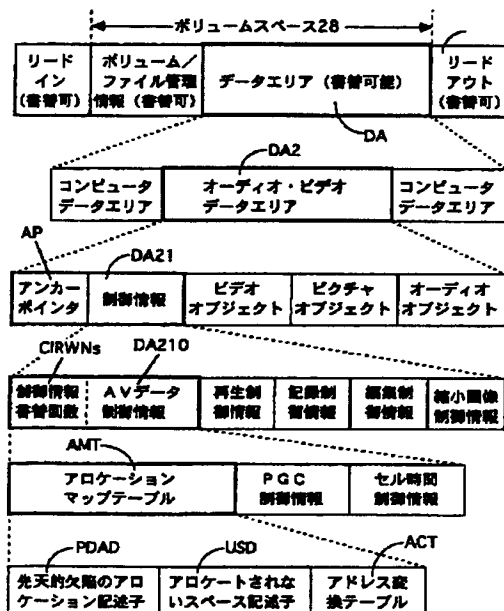 ボリュームスペース28
リード
イン
(書替可)
ボリューム/
ファイル管理
情報(書替可)
データエリア(書替可能)
リード
アウト
(書替可)
DA
DA2
コンピュータ
データエリア
オーディオ・ビデオ
データエリア
コンピュータ
データエリア
AP
DA21
アンカー
ポインタ
制御情報
ビデオ
オブジェクト
ピクチャ
オブジェクト
オーディオ
オブジェクト
CIRWNs
DA210
制御情報
書替回数
AVデータ
制御情報
再生制
御情報
記録制
御情報
編集制
御情報
縮小画像
制御情報
AMT
アロケーション
マップテーブル
PGC
制御情報
セル時間
制御情報
PDAD
USD
ACT
先天的欠陥のアロ
ケーション記述子
アロケートされな
いスペース記述子
アドレス変
換テーブル